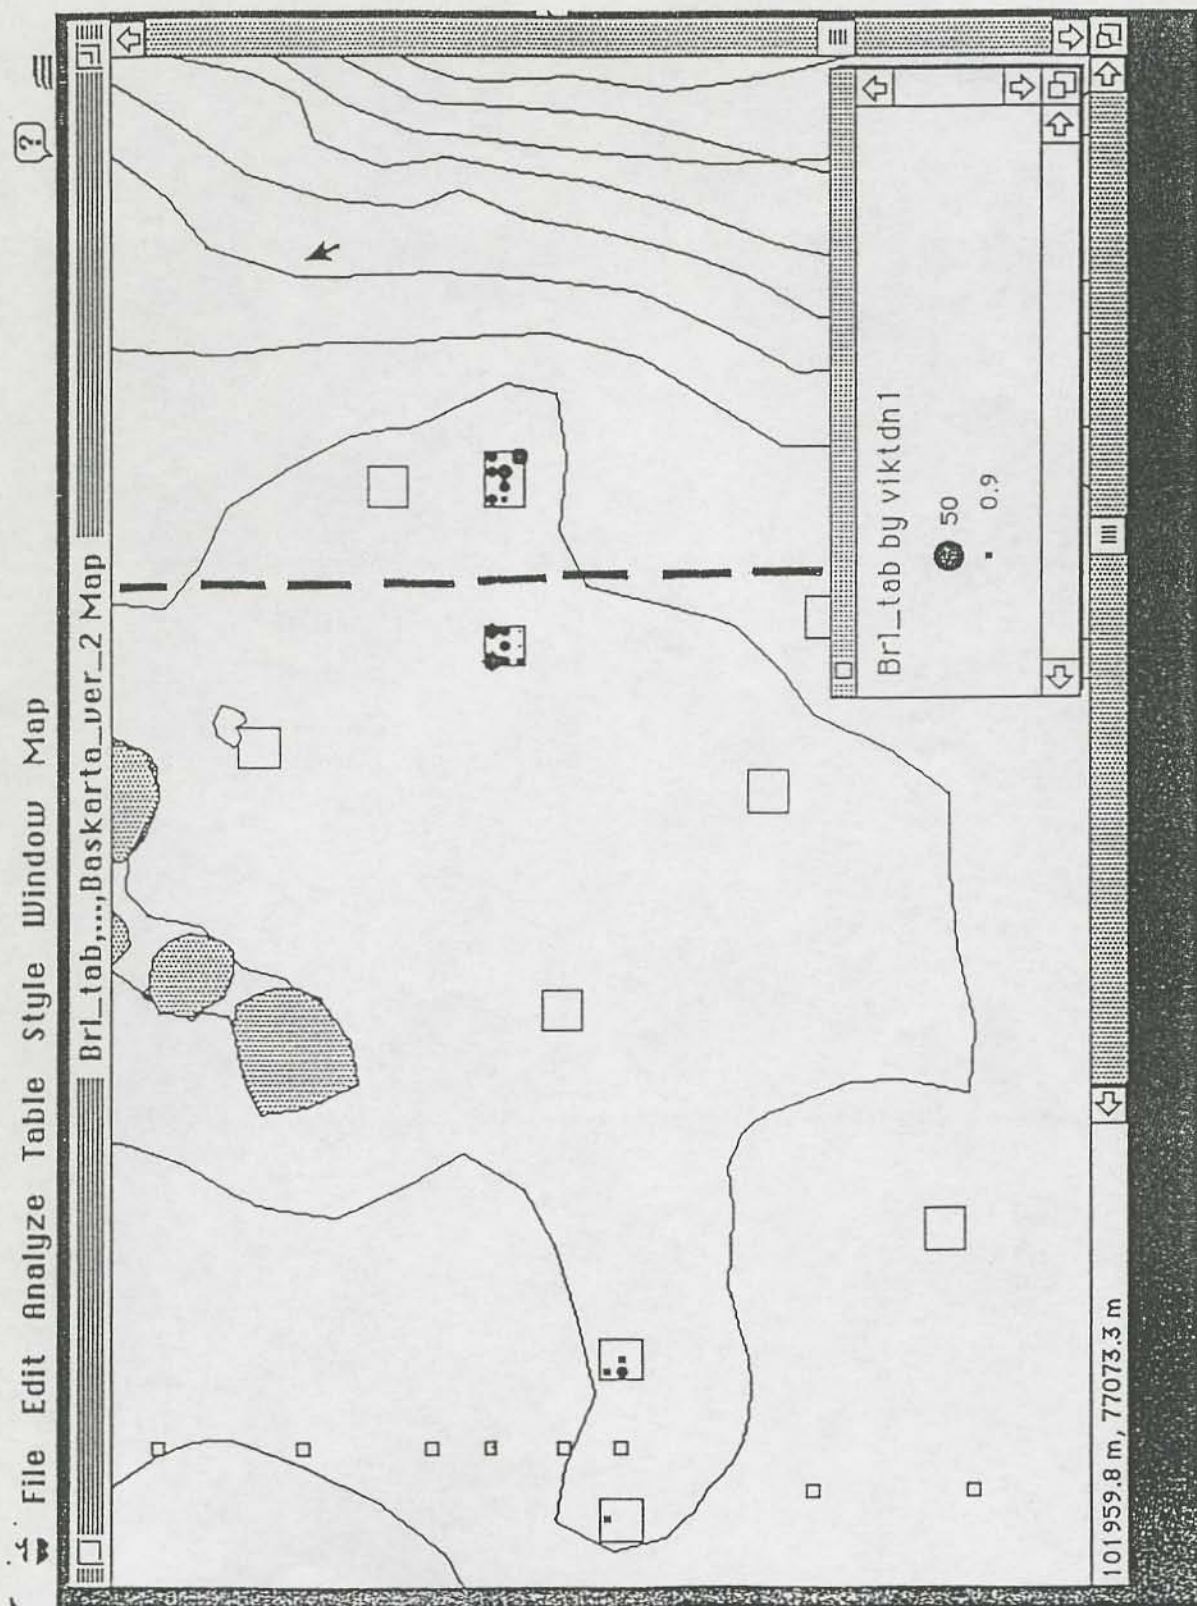 File Edit Analyze Table Style Window Map
?
Brl_tab,...,Baskarta_ver_2 Map
Brl_tab by viktdn1
50
0.9
101959.8 m, 77073.3 m